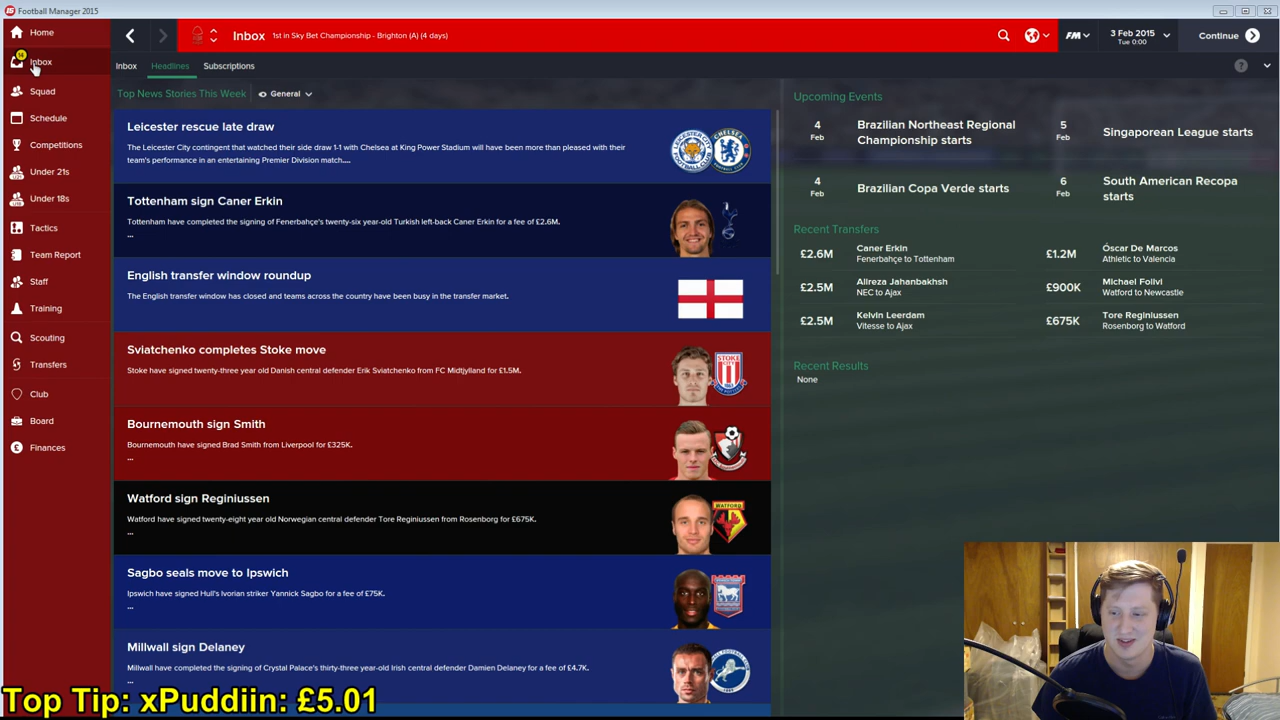 Football Manager 2015
Home
Inbox
Squad
Schedule
Competitions
Under 21s
Under 18s
Tactics
Team Report
Staff
Training
Scouting
Transfers
Club
Board
Finances
Inbox 1st in Sky Bet Championship - Brighton (A) (4 days)
FM
3 Feb 2015
Tue 0:00
Continue
Inbox Headlines Subscriptions
Top News Stories This Week General
Leicester rescue late draw
The Leicester City contingent that watched their side draw 1-1 with Chelsea at King Power Stadium will have been more than pleased with their
team's performance in an entertaining Premier Division match....
Tottenham sign Caner Erkin
Tottenham have completed the signing of Fenerbahçe's twenty-six year-old Turkish left-back Caner Erkin for a fee of £2.6M.
...
English transfer window roundup
The English transfer window has closed and teams across the country have been busy in the transfer market.
Sviatchenko completes Stoke move
Stoke have signed twenty-three year old Danish central defender Erik Sviatchenko from FC Midtjylland for £1.5M.
Bournemouth sign Smith
Bournemouth have signed Brad Smith from Liverpool for £325K.
...
Watford sign Reginiussen
Watford have signed twenty-eight year old Norwegian central defender Tore Reginiussen from Rosenborg for £675K.
...
Sagbo seals move to Ipswich
Ipswich have signed Hull's Ivorian striker Yannick Sagbo for a fee of £75K.
...
Millwall sign Delaney
Millwall have completed the signing of Crystal Palace's thirty-three year-old Irish central defender Damien Delaney for a fee of £4.7K.
...
Upcoming Events
4 Feb Brazilian Northeast Regional Championship starts
5 Feb Singaporean League starts
4 Feb Brazilian Copa Verde starts
6 Feb South American Recopa starts
Recent Transfers
£2.6M Caner Erkin
Fenerbahçe to Tottenham
£1.2M Óscar De Marcos
Athletic to Valencia
£2.5M Alireza Jahanbakhsh
NEC to Ajax
£900K Michael Folivi
Watford to Newcastle
£2.5M Kelvin Leerdam
Vitesse to Ajax
£675K Tore Reginiussen
Rosenborg to Watford
Recent Results
None
Top Tip: xPuddiin: £5.01